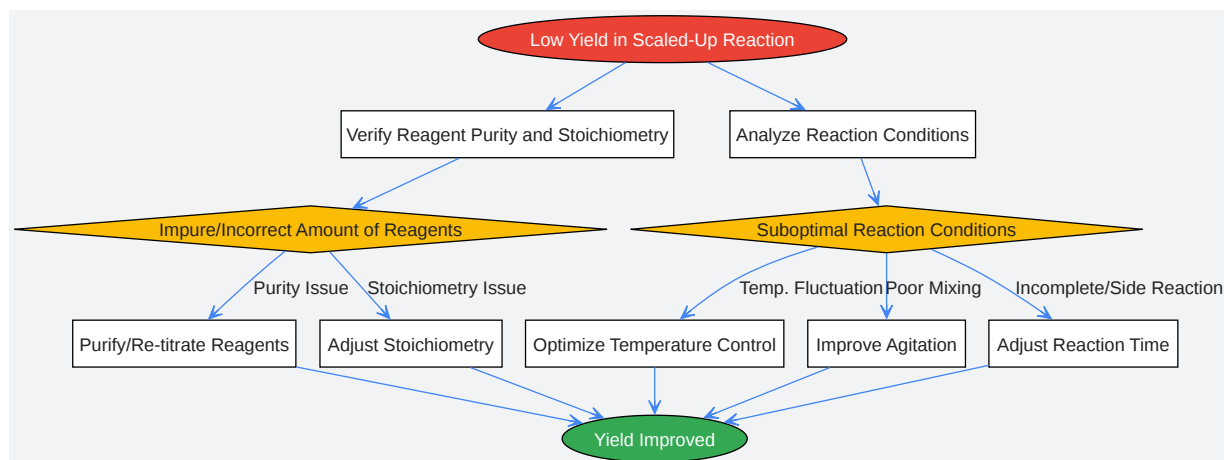 Low Yield in Scaled-Up Reaction
Verify Reagent Purity and Stoichiometry
Analyze Reaction Conditions
Impure/Incorrect Amount of Reagents
Suboptimal Reaction Conditions
Purity Issue
Stoichiometry Issue
Temp. Fluctuation
Poor Mixing
Incomplete/Side Reaction
Purify/Re-titrate Reagents
Adjust Stoichiometry
Optimize Temperature Control
Improve Agitation
Adjust Reaction Time
Yield Improved